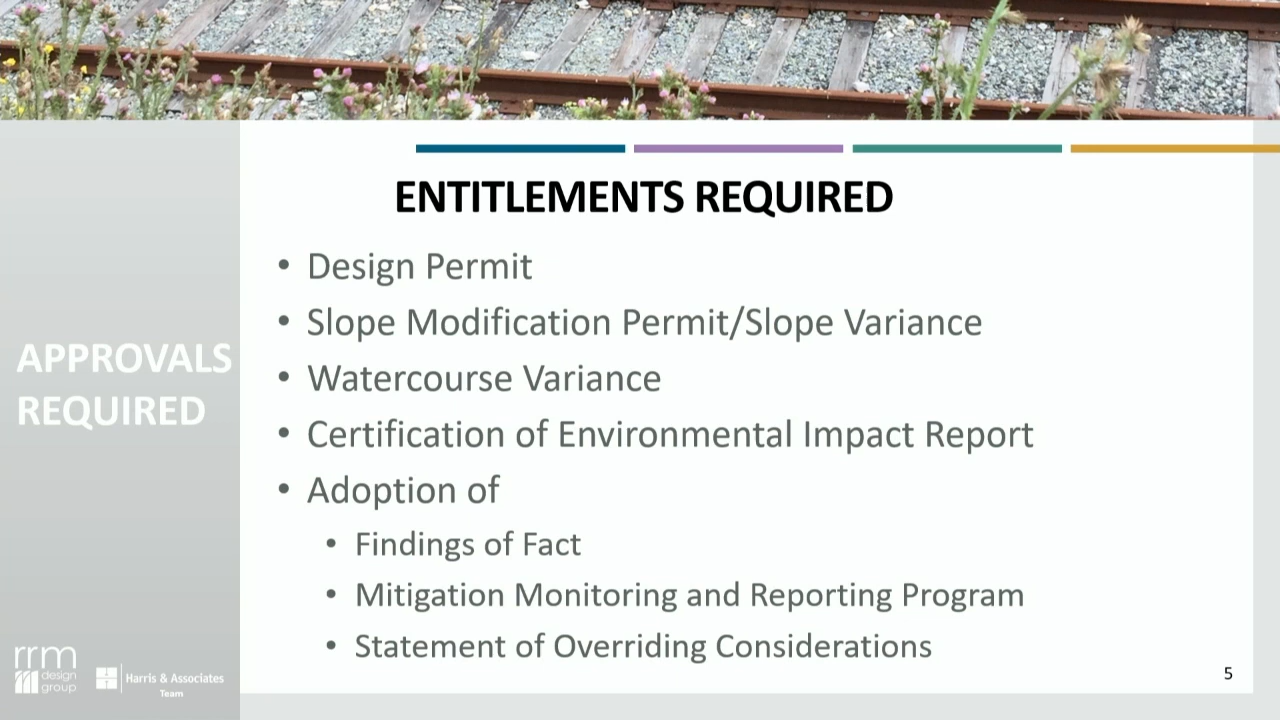 ENTITLEMENTS REQUIRED
• Design Permit
• Slope Modification Permit/Slope Variance
• Watercourse Variance
• Certification of Environmental Impact Report
• Adoption of
• Findings of Fact
• Mitigation Monitoring and Reporting Program
• Statement of Overriding Considerations
APPROVALS
REQUIRED
rrm
design
group
Harris & Associates
Team
5